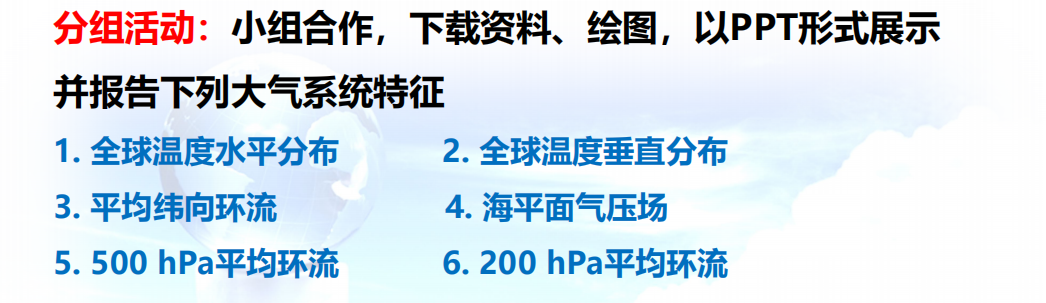 分组活动：小组合作，下载资料、绘图，以PPT形式展示
并报告下列大气系统特征
1. 全球温度水平分布 2. 全球温度垂直分布
3. 平均纬向环流 4. 海平面气压场
5. 500 hPa平均环流 6. 200 hPa平均环流